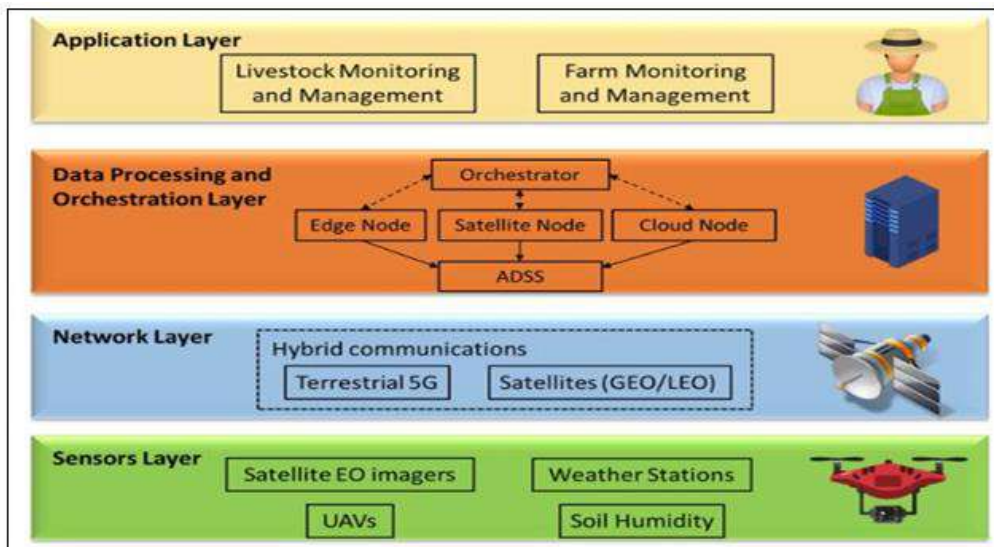 Application Layer
Livestock Monitoring
and Management
Farm Monitoring
and Management
Data Processing and
Orchestration Layer
Orchestrator
Edge Node
Satellite Node
Cloud Node
ADSS
Network Layer
Hybrid communications
Terrestrial 5G
Satellites (GEO/LEO)
Sensors Layer
Satellite EO imagers
Weather Stations
UAVs
Soil Humidity